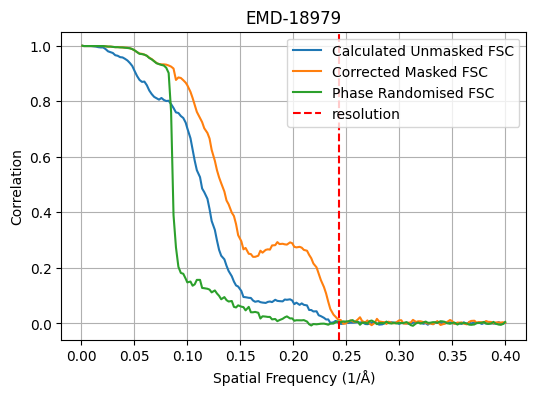 EMD-18979
Calculated Unmasked FSC
Corrected Masked FSC
Phase Randomised FSC
resolution
Correlation
1.0
0.8
0.6
0.4
0.2
0.0
0.00 0.05 0.10 0.15 0.20 0.25 0.30 0.35 0.40
Spatial Frequency (1/Å)